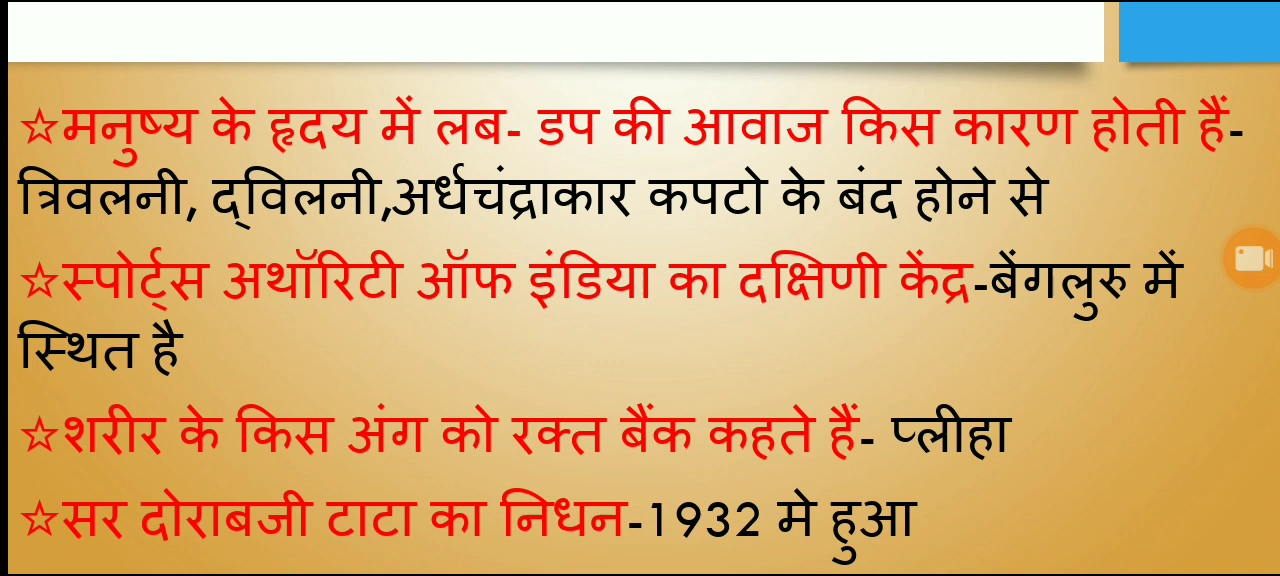 ☆मनुष्य के हृदय में लब- डप की आवाज किस कारण होती हैं-
त्रिवलनी, द्विलनी,अर्धचंद्राकार कपटो के बंद होने से
☆स्पोर्ट्स अथॉरिटी ऑफ इंडिया का दक्षिणी केंद्र-बेंगलुरु में
स्थित है
☆शरीर के किस अंग को रक्त बैंक कहते हैं- प्लीहा
☆सर दोराबजी टाटा का निधन-1932 मे हुआ